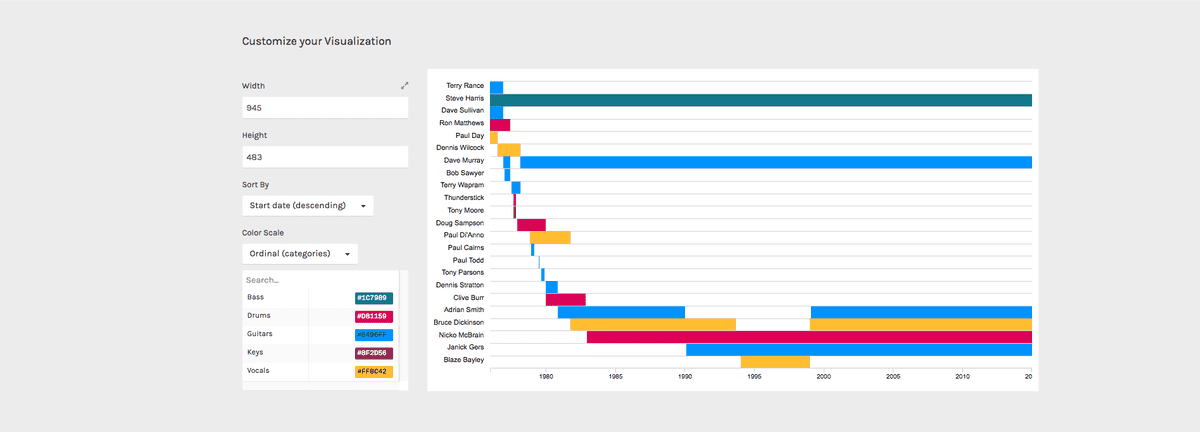 Customize your Visualization
Width
945
Height
483
Sort By
Start date (descending)
Color Scale
Ordinal (categories)
Search...
Bass #1C7989
Drums #D81159
Guitars #0496FF
Keys #8F2D56
Vocals #FFBC42
Terry Rance
Steve Harris
Dave Sullivan
Ron Matthews
Paul Day
Dennis Wilcock
Dave Murray
Bob Sawyer
Terry Wapram
Thunderstick
Tony Moore
Doug Sampson
Paul Di'Anno
Paul Cairns
Paul Todd
Tony Parsons
Dennis Stratton
Clive Burr
Adrian Smith
Bruce Dickinson
Nicko McBrain
Janick Gers
Blaze Bayley
1980 1985 1990 1995 2000 2005 2010 20